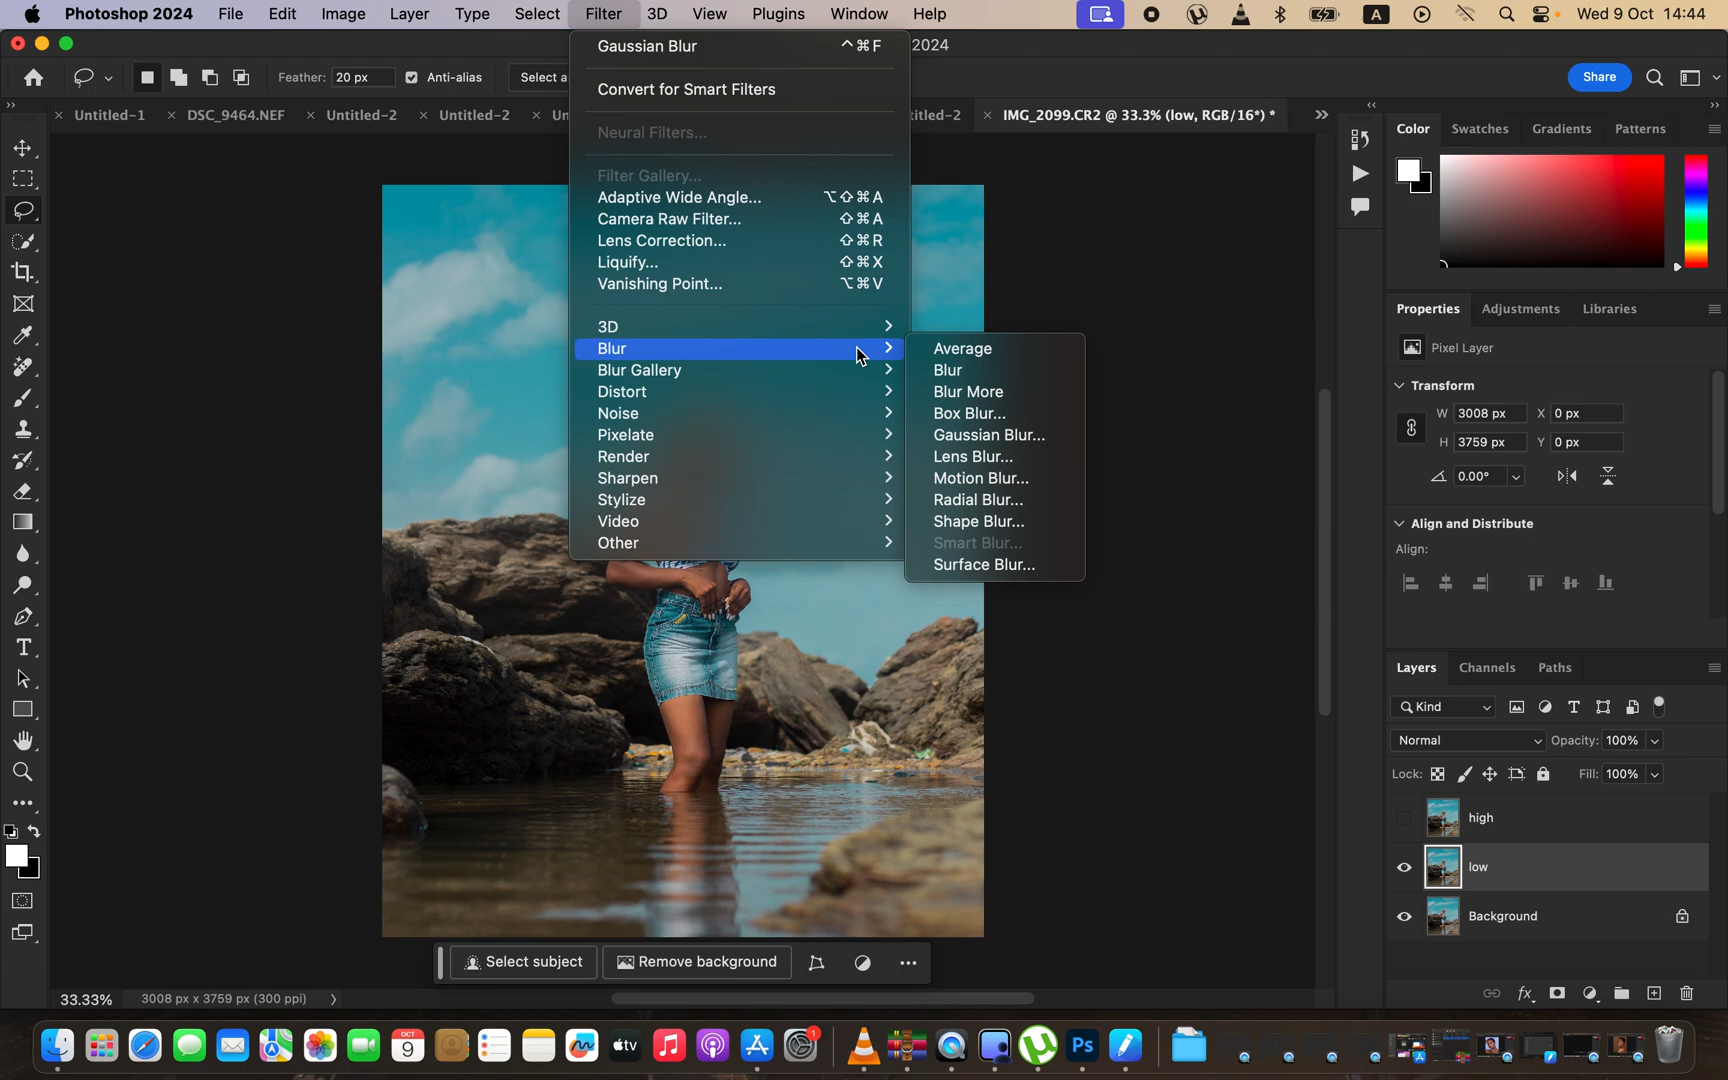 Photoshop 2024 File Edit Image Layer Type Select Filter 3D View Plugins Window Help A Wed 9 Oct 14:44
2024
Feather: 20 px Anti-alias Select a Share
Untitled-1 DSC_9464.NEF Untitled-2 Untitled-2 Un titled-2 IMG_2099.CR2 @ 33.3% (low, RGB/16*) *
Gaussian Blur ^⌘F
Convert for Smart Filters
Neural Filters...
Filter Gallery...
Adaptive Wide Angle... ⌥⇧⌘A
Camera Raw Filter... ⇧⌘A
Lens Correction... ⇧⌘R
Liquify... ⇧⌘X
Vanishing Point... ⌥⌘V
3D
Blur
Blur Gallery
Distort
Noise
Pixelate
Render
Sharpen
Stylize
Video
Other
Average
Blur
Blur More
Box Blur...
Gaussian Blur...
Lens Blur...
Motion Blur...
Radial Blur...
Shape Blur...
Smart Blur...
Surface Blur...
Color Swatches Gradients Patterns
Properties Adjustments Libraries
Pixel Layer
Transform
W 3008 px X 0 px
H 3759 px Y 0 px
0.00°
Align and Distribute
Align:
Layers Channels Paths
Kind
Normal Opacity: 100%
Lock: Fill: 100%
high
low
Background
Select subject Remove background
33.33% 3008 px x 3759 px (300 ppi)
OCT
9
tv
1
Ps